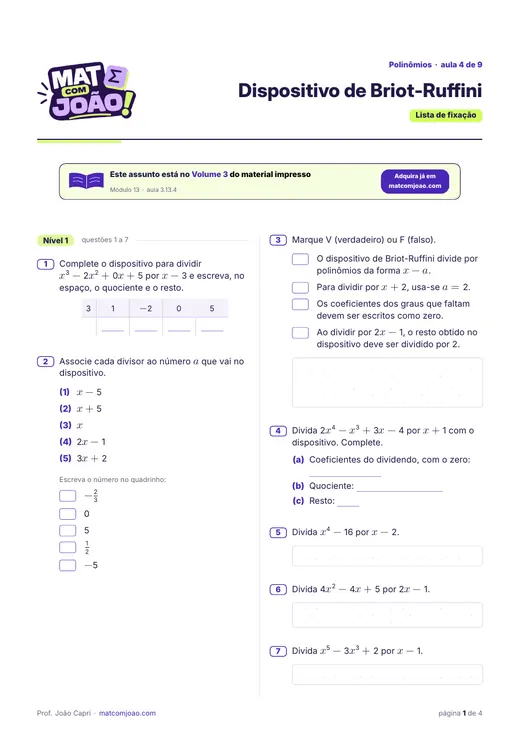 MAT Σ
COM
JOÃO!
Polinômios · aula 4 de 9
Dispositivo de Briot-Ruffini
Lista de fixação
Este assunto está no Volume 3 do material impresso
Módulo 13 · aula 3.13.4
Adquira já em
matcomjoao.com
Nível 1 questões 1 a 7
1 Complete o dispositivo para dividir
x³ − 2x² + 0x + 5 por x − 3 e escreva, no
espaço, o quociente e o resto.
3 1 −2 0 5
2 Associe cada divisor ao número a que vai no
dispositivo.
(1) x − 5
(2) x + 5
(3) x
(4) 2x − 1
(5) 3x + 2
Escreva o número no quadrinho:
−2/3
0
5
1/2
−5
3 Marque V (verdadeiro) ou F (falso).
O dispositivo de Briot-Ruffini divide por
polinômios da forma x − a.
Para dividir por x + 2, usa-se a = 2.
Os coeficientes dos graus que faltam
devem ser escritos como zero.
Ao dividir por 2x − 1, o resto obtido no
dispositivo deve ser dividido por 2.
4 Divida 2x⁴ − x³ + 3x − 4 por x + 1 com o
dispositivo. Complete.
(a) Coeficientes do dividendo, com o zero:
(b) Quociente:
(c) Resto:
5 Divida x⁴ − 16 por x − 2.
6 Divida 4x² − 4x + 5 por 2x − 1.
7 Divida x⁵ − 3x³ + 2 por x − 1.
Prof. João Capri · matcomjoao.com
página 1 de 4